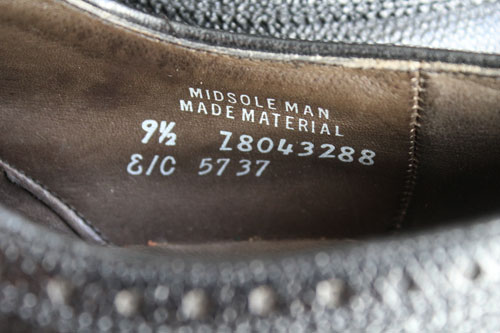 MIDSOLE MAN
MADE MATERIAL
9½ Z8043288
E/C 5737